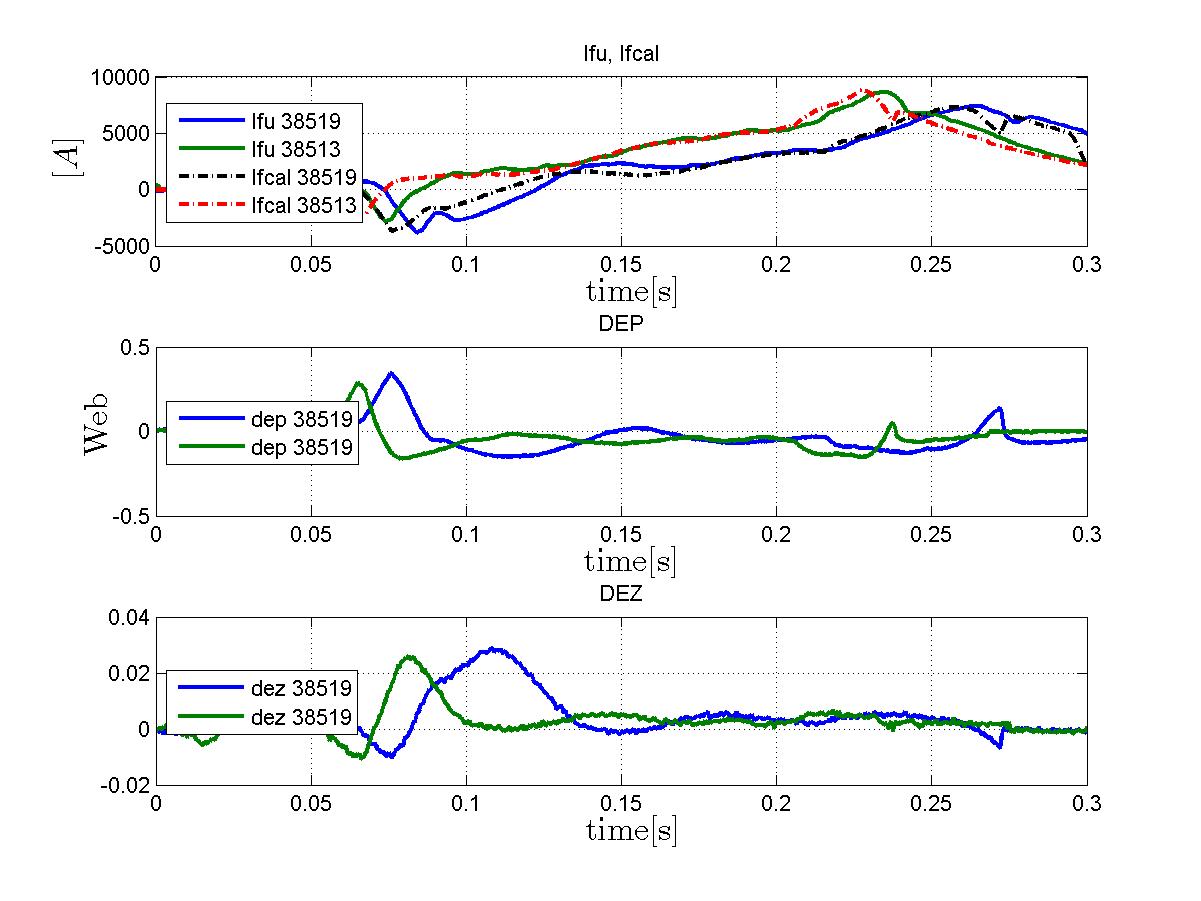 Ifu, Ifcal
10000
5000
0
-5000
[A]
Ifu 38519
Ifu 38513
Ifcal 38519
Ifcal 38513
0 0.05 0.1 0.15 0.2 0.25 0.3
time[s]
DEP
0.5
0
-0.5
Web
dep 38519
dep 38519
0 0.05 0.1 0.15 0.2 0.25 0.3
time[s]
DEZ
0.04
0.02
0
-0.02
dez 38519
dez 38519
0 0.05 0.1 0.15 0.2 0.25 0.3
time[s]